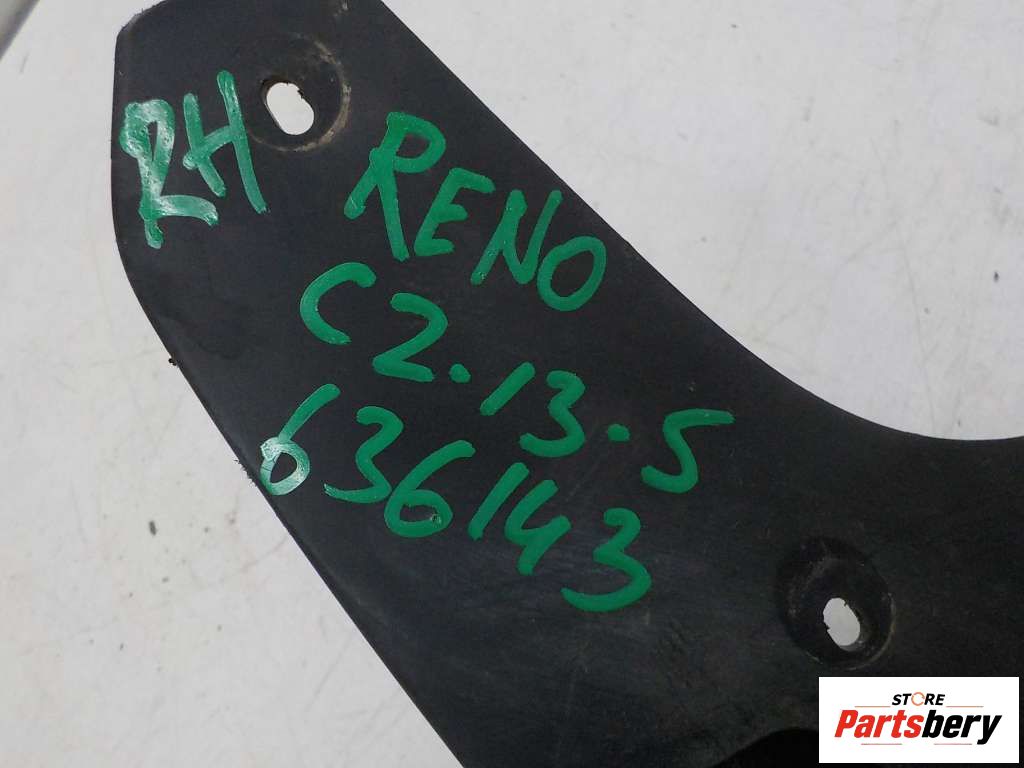 RH
RENO
C2.13.5
636143
STORE
Partsbery